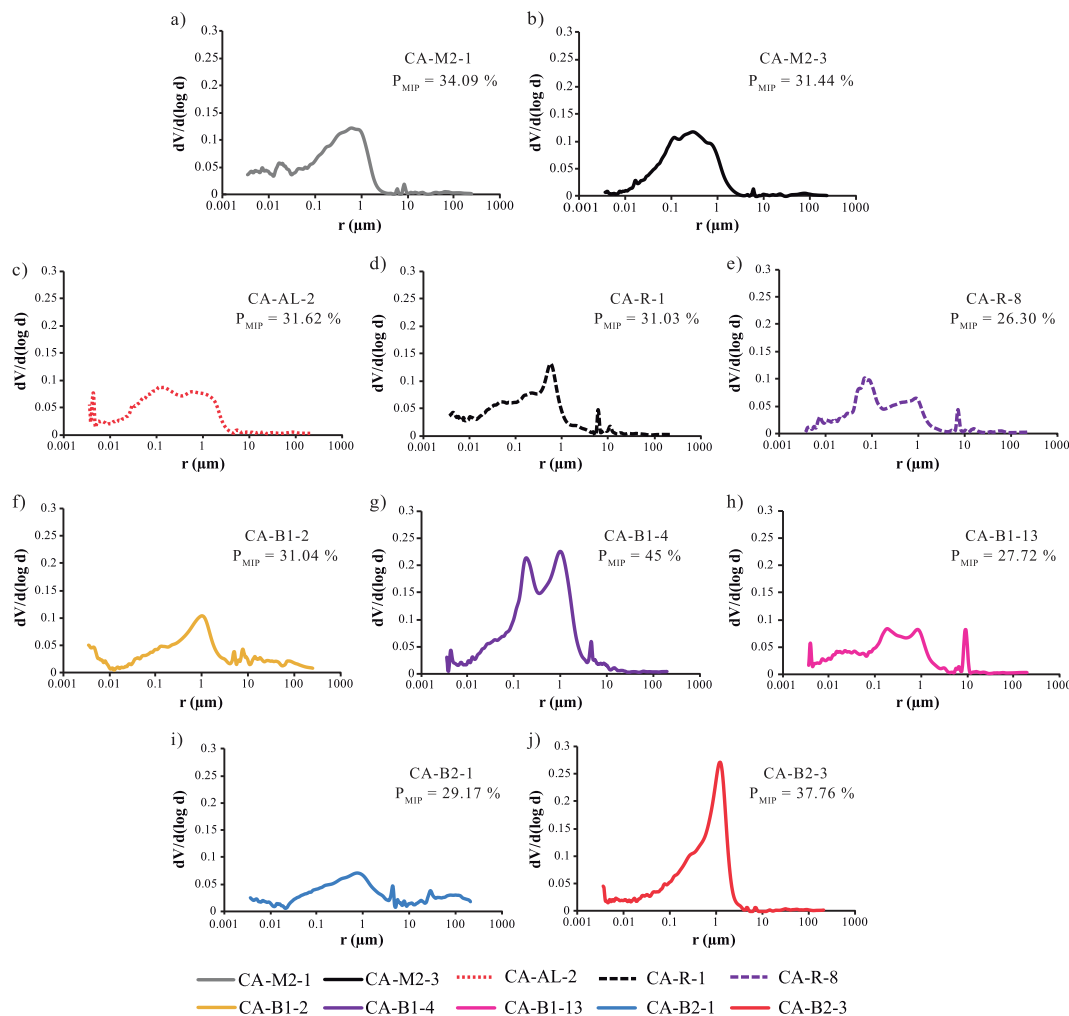 a)
CA-M2-1
P_MIP = 34.09 %
dV/d(log d)
0.3
0.25
0.2
0.15
0.1
0.05
0
0.001 0.01 0.1 1 10 100 1000
r (µm)
b)
CA-M2-3
P_MIP = 31.44 %
dV/d(log d)
0.3
0.25
0.2
0.15
0.1
0.05
0
0.001 0.01 0.1 1 10 100 1000
r (µm)
c)
CA-AL-2
P_MIP = 31.62 %
dV/d(log d)
0.3
0.25
0.2
0.15
0.1
0.05
0
0.001 0.01 0.1 1 10 100 1000
r (µm)
d)
CA-R-1
P_MIP = 31.03 %
dV/d(log d)
0.3
0.25
0.2
0.15
0.1
0.05
0
0.001 0.01 0.1 1 10 100 1000
r (µm)
e)
CA-R-8
P_MIP = 26.30 %
dV/d(log d)
0.3
0.25
0.2
0.15
0.1
0.05
0
0.001 0.01 0.1 1 10 100 1000
r (µm)
f)
CA-B1-2
P_MIP = 31.04 %
dV/d(log d)
0.3
0.25
0.2
0.15
0.1
0.05
0
0.001 0.01 0.1 1 10 100 1000
r (µm)
g)
CA-B1-4
P_MIP = 45 %
dV/d(log d)
0.3
0.25
0.2
0.15
0.1
0.05
0
0.001 0.01 0.1 1 10 100 1000
r (µm)
h)
CA-B1-13
P_MIP = 27.72 %
dV/d(log d)
0.3
0.25
0.2
0.15
0.1
0.05
0
0.001 0.01 0.1 1 10 100 1000
r (µm)
i)
CA-B2-1
P_MIP = 29.17 %
dV/d(log d)
0.3
0.25
0.2
0.15
0.1
0.05
0
0.001 0.01 0.1 1 10 100 1000
r (µm)
j)
CA-B2-3
P_MIP = 37.76 %
dV/d(log d)
0.3
0.25
0.2
0.15
0.1
0.05
0
0.001 0.01 0.1 1 10 100 1000
r (µm)
CA-M2-1 CA-M2-3 CA-AL-2 CA-R-1 CA-R-8
CA-B1-2 CA-B1-4 CA-B1-13 CA-B2-1 CA-B2-3